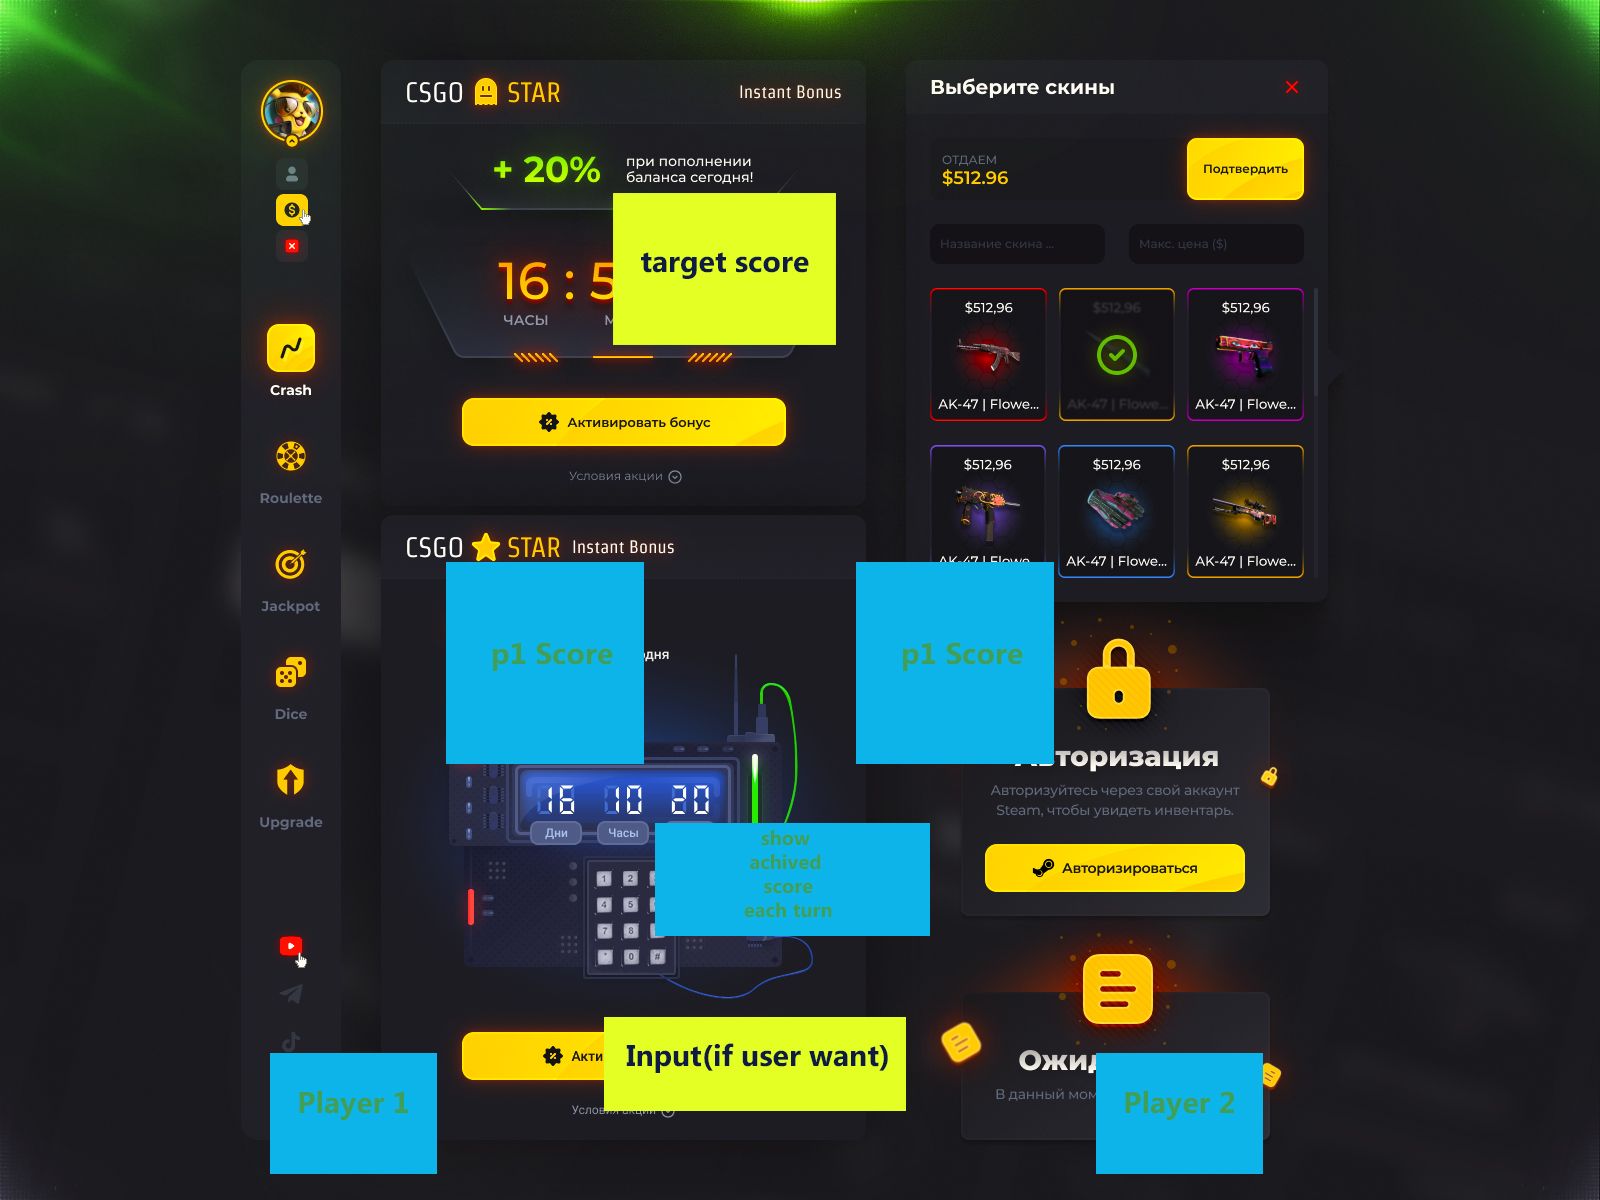 CSGO STAR
Instant Bonus
+ 20%
при пополнении
баланса сегодня!
target score
16 : 5
ЧАСЫ
М
Активировать бонус
Условия акции
Crash
Roulette
Jackpot
Dice
Upgrade
CSGO STAR Instant Bonus
p1 Score
одня
16 10 20
Дни
Часы
show
achived
score
each turn
1 2
4 5
7 8
* 0 #
Input(if user want)
Акти
Условия акции
Player 1
Выберите скины
ОТДАЕМ
$512.96
Подтвердить
Название скина ...
Макс. цена ($)
$512,96
$512,96
$512,96
AK-47 | Flowe...
AK-47 | Flowe...
AK-47 | Flowe...
$512,96
$512,96
$512,96
AK-47 | Flowe...
AK-47 | Flowe...
AK-47 | Flowe...
p1 Score
Авторизация
Авторизуйтесь через свой аккаунт
Steam, чтобы увидеть инвентарь.
Авторизироваться
Ожид
В данный мом
Player 2